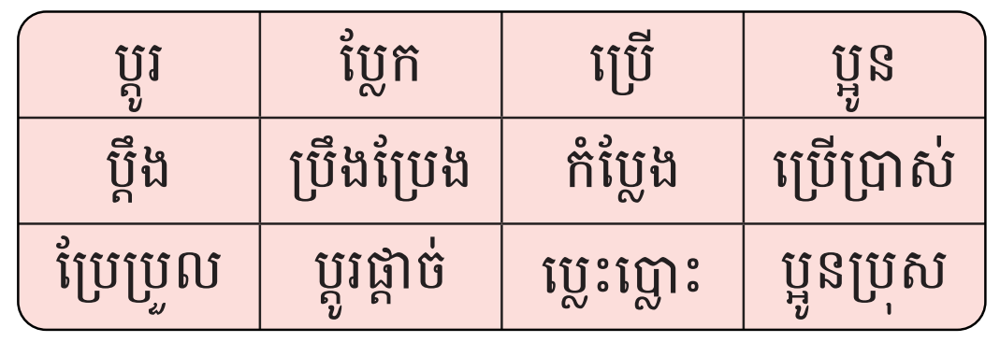 ប្ដូរ ប្លែក ប្រើ ប្អូន
ប្ដឹង ប្រឹងប្រែង កំប្លែង ប្រើប្រាស់
ប្រែប្រួល ប្ដូរផ្ដាច់ ប្លេះប្លោះ ប្អូនប្រុស